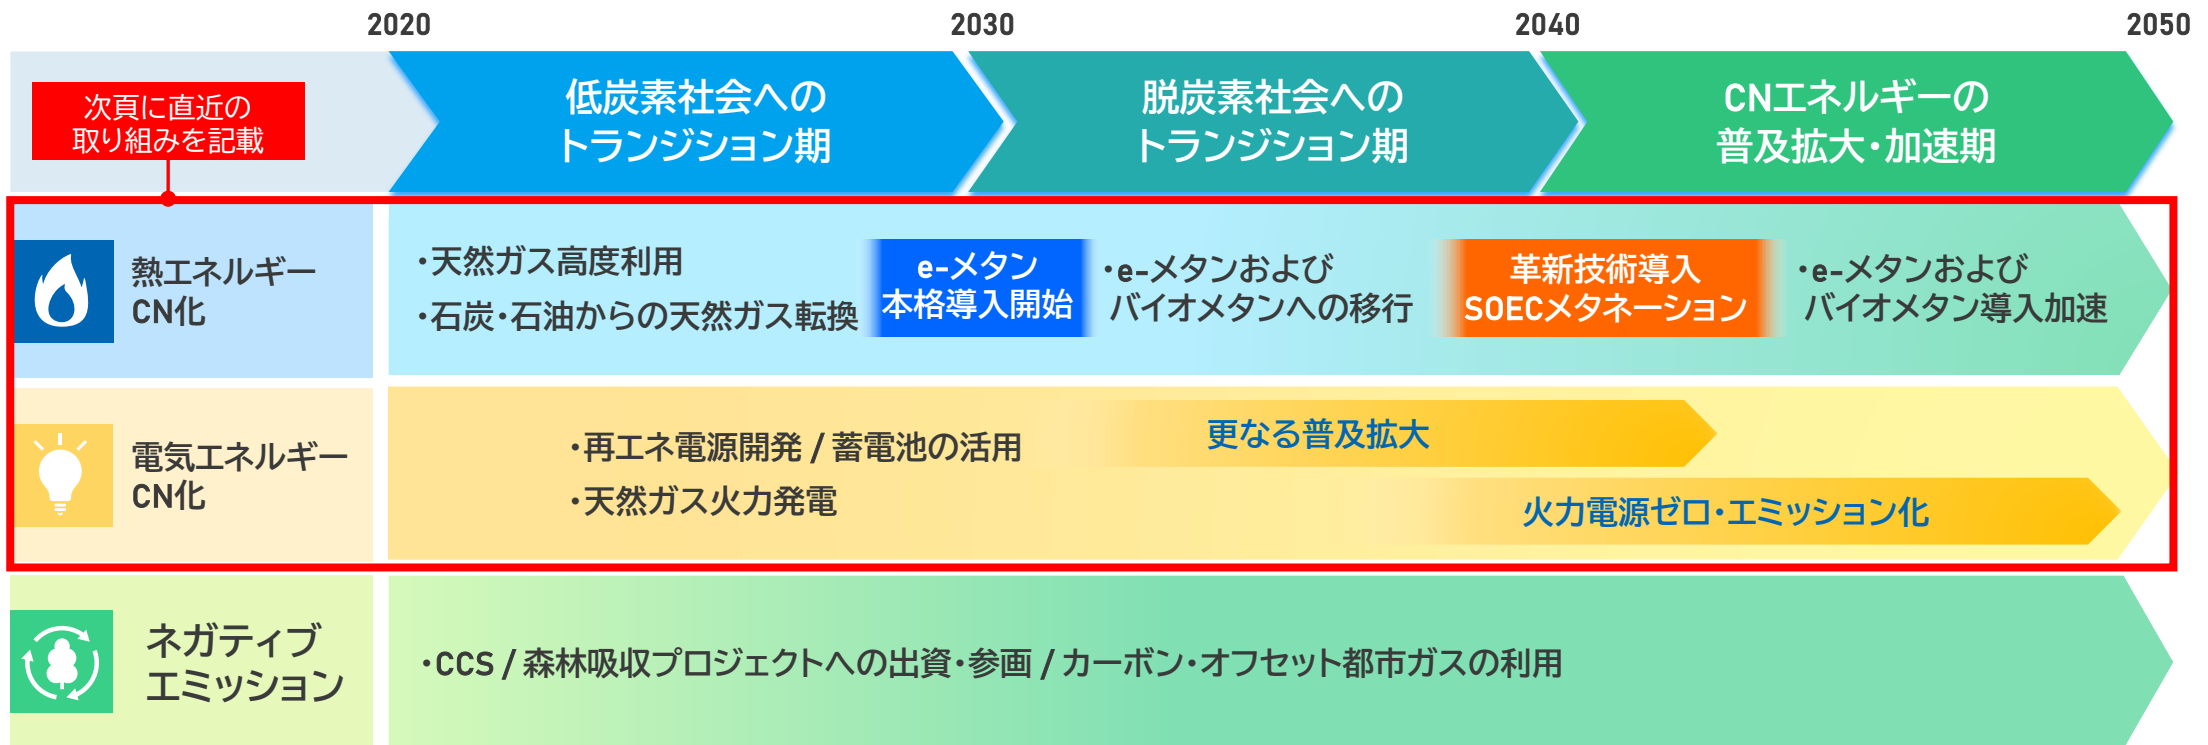 2020
2030
2040
2050
次頁に直近の
取り組みを記載
低炭素社会への
トランジション期
脱炭素社会への
トランジション期
CNエネルギーの
普及拡大・加速期
熱エネルギー
CN化
・天然ガス高度利用
・石炭・石油からの天然ガス転換
e-メタン
本格導入開始
・e-メタンおよび
バイオメタンへの移行
革新技術導入
SOECメタネーション
・e-メタンおよび
バイオメタン導入加速
電気エネルギー
CN化
・再エネ電源開発 / 蓄電池の活用
・天然ガス火力発電
更なる普及拡大
火力電源ゼロ・エミッション化
ネガティブ
エミッション
・CCS / 森林吸収プロジェクトへの出資・参画 / カーボン・オフセット都市ガスの利用